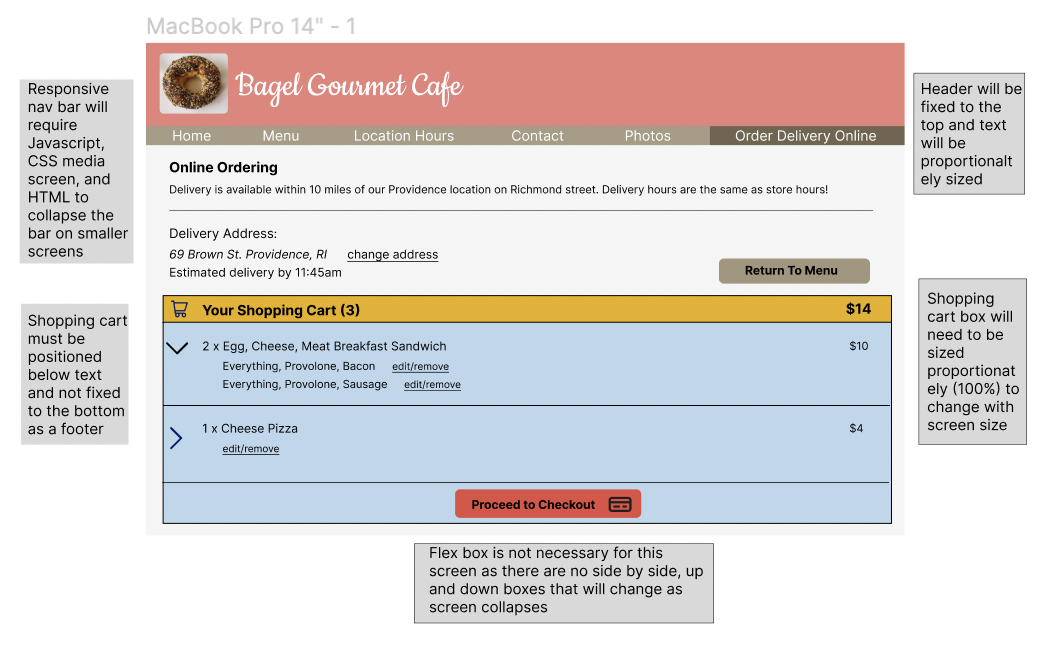 MacBook Pro 14" - 1
Bagel Gourmet Cafe
Home Menu Location Hours Contact Photos Order Delivery Online
Online Ordering
Delivery is available within 10 miles of our Providence location on Richmond street. Delivery hours are the same as store hours!
Delivery Address:
69 Brown St. Providence, RI change address
Estimated delivery by 11:45am
Return To Menu
Your Shopping Cart (3) $14
2 x Egg, Cheese, Meat Breakfast Sandwich $10
Everything, Provolone, Bacon edit/remove
Everything, Provolone, Sausage edit/remove
1 x Cheese Pizza $4
edit/remove
Proceed to Checkout
Responsive
nav bar will
require
Javascript,
CSS media
screen, and
HTML to
collapse the
bar on smaller
screens
Shopping cart
must be
positioned
below text
and not fixed
to the bottom
as a footer
Header will be
fixed to the
top and text
will be
proportionalt
ely sized
Shopping
cart box will
need to be
sized
proportionat
ely (100%) to
change with
screen size
Flex box is not necessary for this
screen as there are no side by side, up
and down boxes that will change as
screen collapses